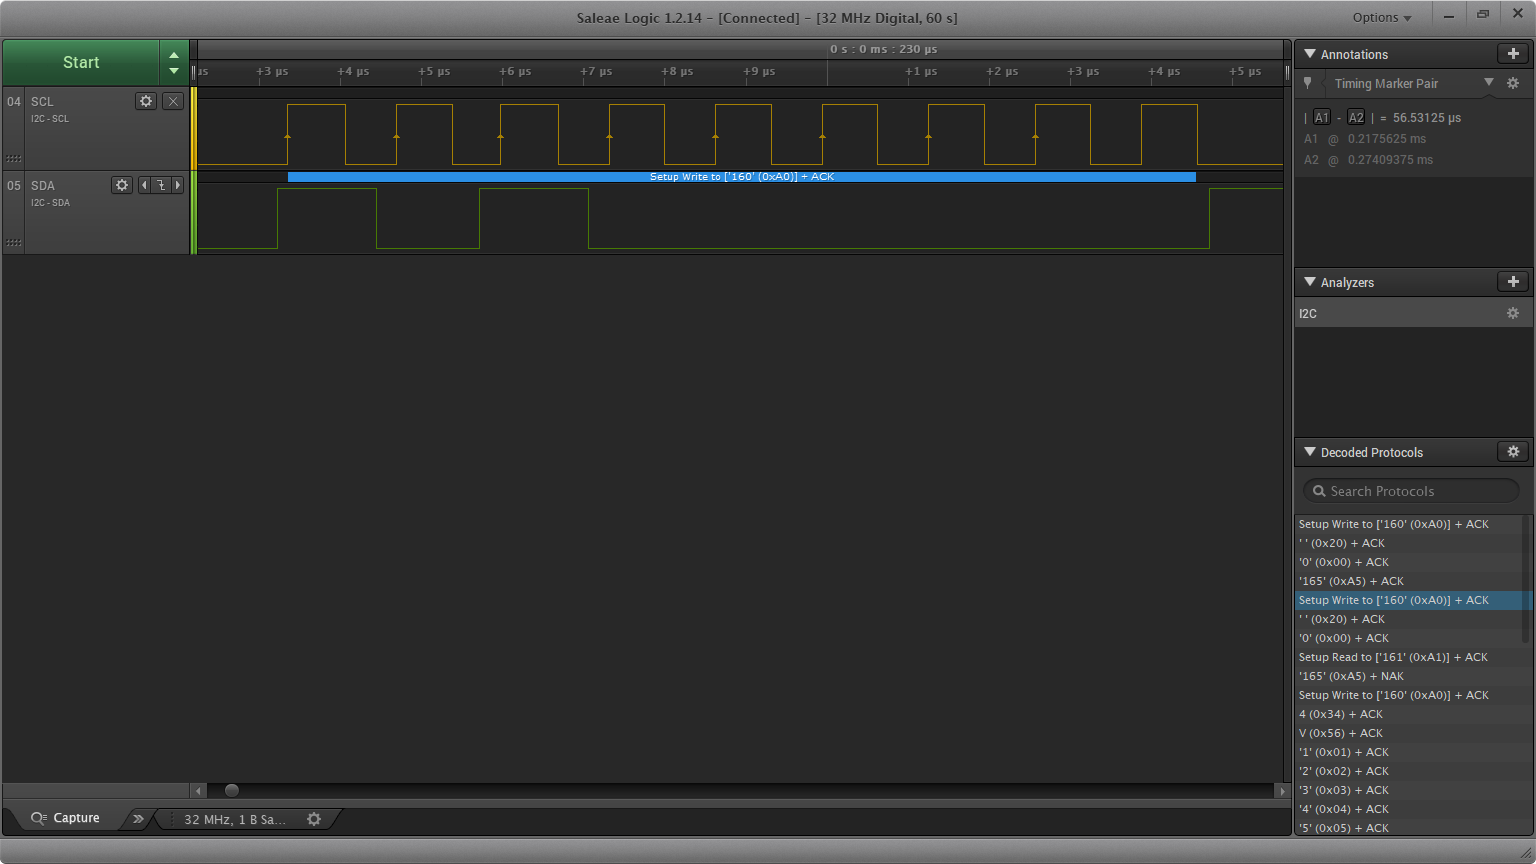 Saleae Logic 1.2.14 - [Connected] - [32 MHz Digital, 60 s]
Options
Start
0 s : 0 ms : 230 µs
µs +3 µs +4 µs +5 µs +6 µs +7 µs +8 µs +9 µs +1 µs +2 µs +3 µs +4 µs +5 µs
04 SCL
I2C - SCL
05 SDA
I2C - SDA
Setup Write to ['160' (0xA0)] + ACK
Annotations
Timing Marker Pair
| A1 - A2 | = 56.53125 µs
A1 @ 0.2175625 ms
A2 @ 0.27409375 ms
Analyzers
I2C
Decoded Protocols
Search Protocols
Setup Write to ['160' (0xA0)] + ACK
' ' (0x20) + ACK
'0' (0x00) + ACK
'165' (0xA5) + ACK
Setup Write to ['160' (0xA0)] + ACK
' ' (0x20) + ACK
'0' (0x00) + ACK
Setup Read to ['161' (0xA1)] + ACK
'165' (0xA5) + NAK
Setup Write to ['160' (0xA0)] + ACK
4 (0x34) + ACK
V (0x56) + ACK
'1' (0x01) + ACK
'2' (0x02) + ACK
'3' (0x03) + ACK
'4' (0x04) + ACK
'5' (0x05) + ACK
Capture
32 MHz, 1 B Sa...